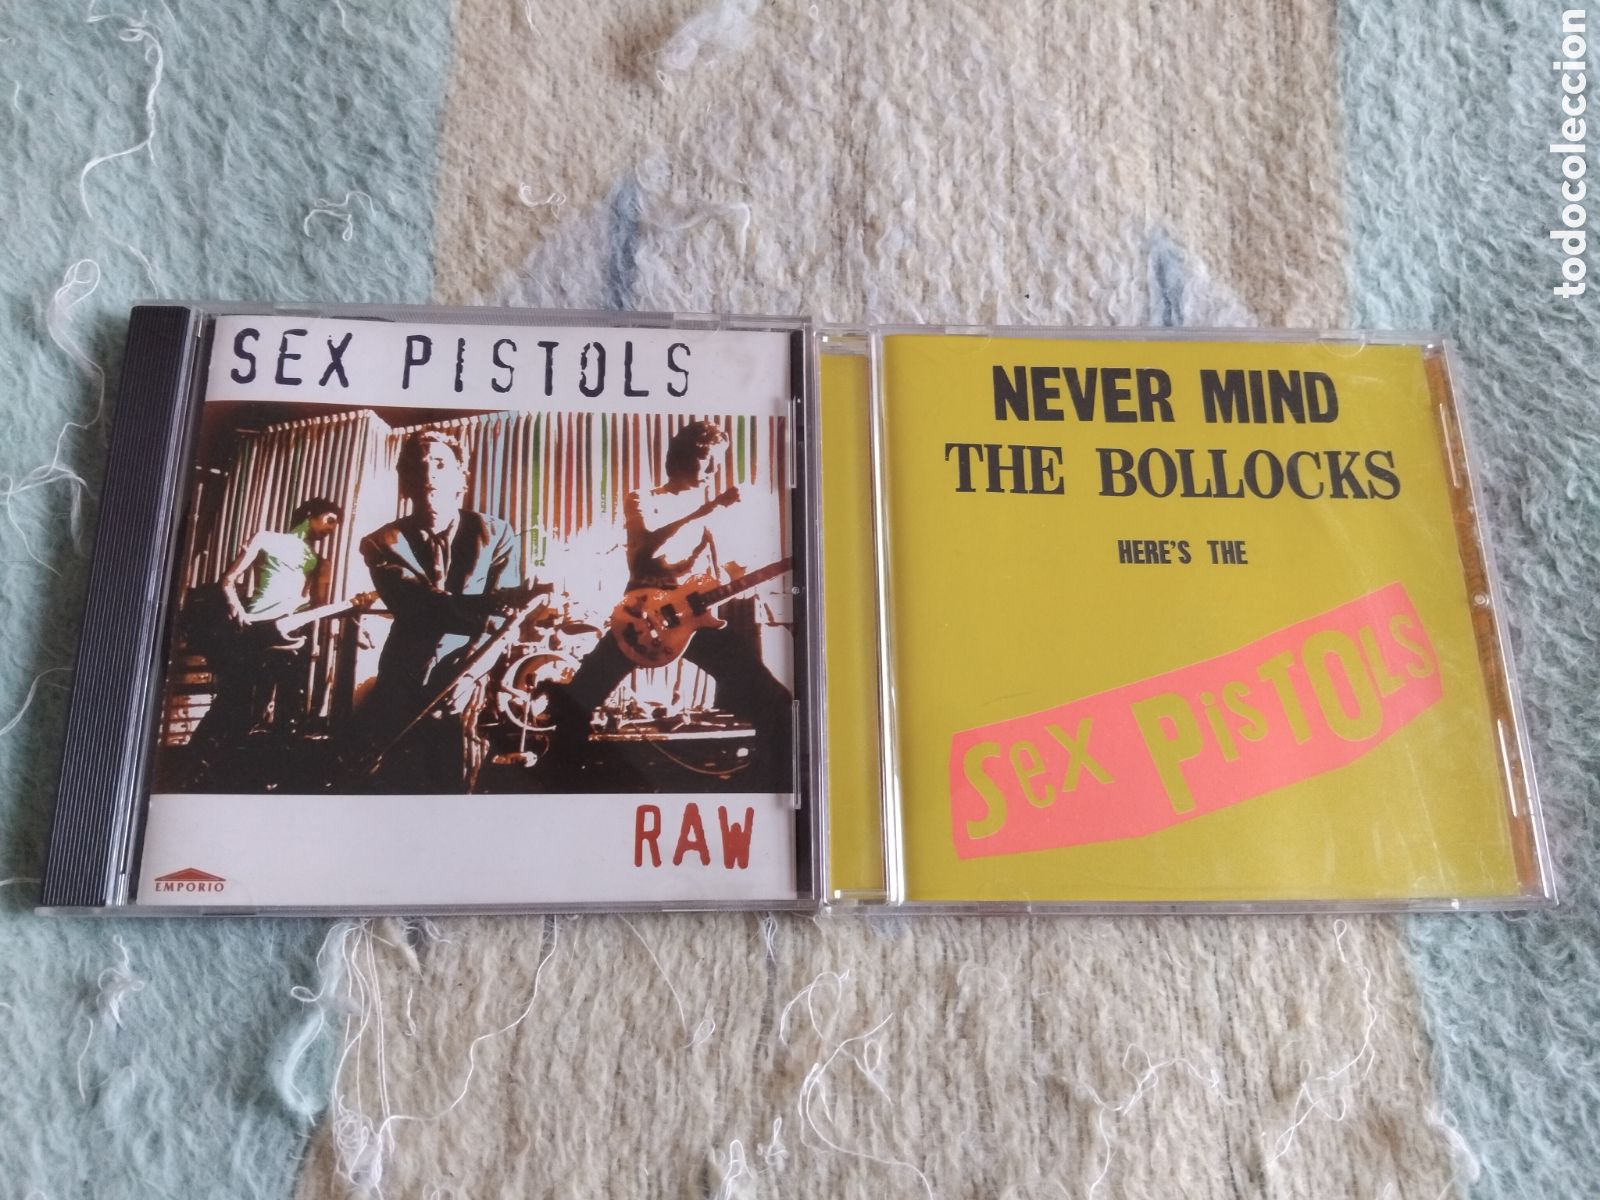 SEX PISTOLS
RAW
EMPORIO
NEVER MIND
THE BOLLOCKS
HERE'S THE
Sex PisTOLS
todocoleccion